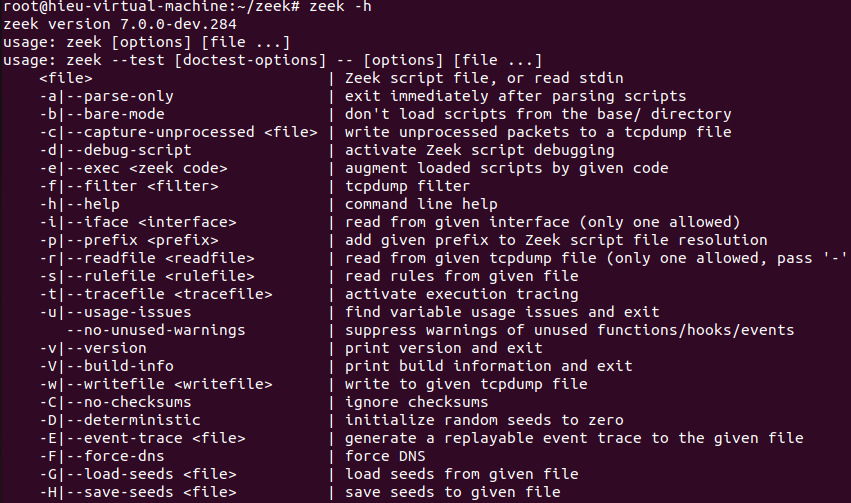 root@hieu-virtual-machine:~/zeek# zeek -h
zeek version 7.0.0-dev.284
usage: zeek [options] [file ...]
usage: zeek --test [doctest-options] -- [options] [file ...]
    <file>                          | Zeek script file, or read stdin
    -a|--parse-only                 | exit immediately after parsing scripts
    -b|--bare-mode                  | don't load scripts from the base/ directory
    -c|--capture-unprocessed <file> | write unprocessed packets to a tcpdump file
    -d|--debug-script               | activate Zeek script debugging
    -e|--exec <zeek code>           | augment loaded scripts by given code
    -f|--filter <filter>            | tcpdump filter
    -h|--help                       | command line help
    -i|--iface <interface>          | read from given interface (only one allowed)
    -p|--prefix <prefix>            | add given prefix to Zeek script file resolution
    -r|--readfile <readfile>        | read from given tcpdump file (only one allowed, pass '-'
    -s|--rulefile <rulefile>        | read rules from given file
    -t|--tracefile <tracefile>      | activate execution tracing
    -u|--usage-issues               | find variable usage issues and exit
       --no-unused-warnings         | suppress warnings of unused functions/hooks/events
    -v|--version                    | print version and exit
    -V|--build-info                 | print build information and exit
    -w|--writefile <writefile>      | write to given tcpdump file
    -C|--no-checksums               | ignore checksums
    -D|--deterministic              | initialize random seeds to zero
    -E|--event-trace <file>         | generate a replayable event trace to the given file
    -F|--force-dns                  | force DNS
    -G|--load-seeds <file>          | load seeds from given file
    -H|--save-seeds <file>          | save seeds to given file